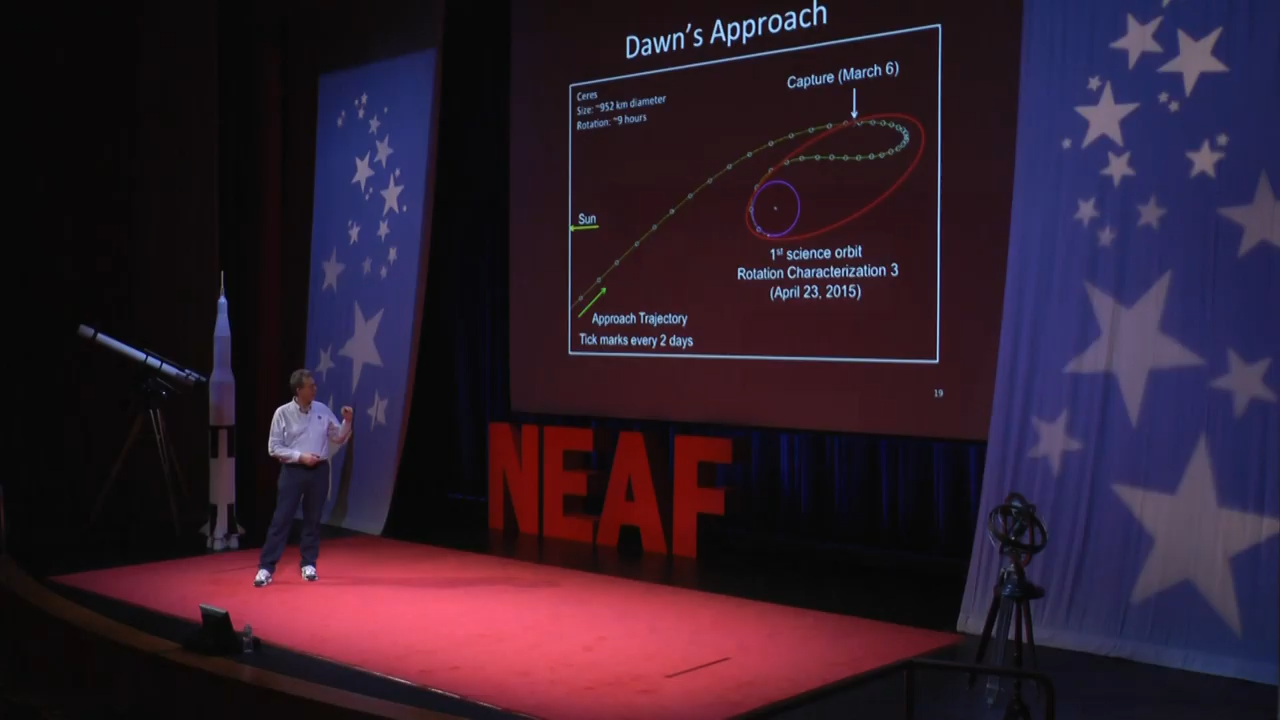 Dawn's Approach
Ceres
Size: ~952 km diameter
Rotation: ~9 hours
Capture (March 6)
Sun
1st science orbit
Rotation Characterization 3
(April 23, 2015)
Approach Trajectory
Tick marks every 2 days
19
NEAF